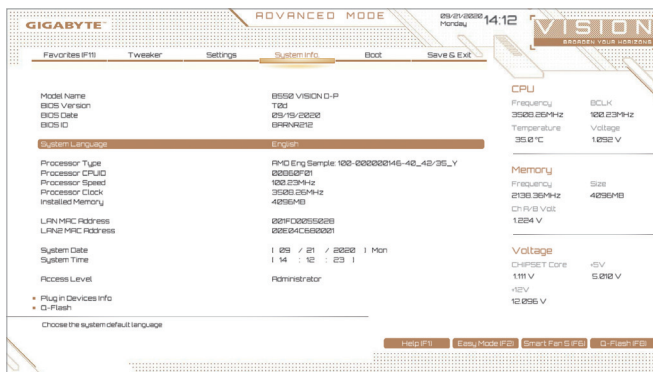 GIGABYTE™
ADVANCED MODE
09/21/2020 Monday 14:12
VISION
BROADEN YOUR HORIZONS
Favorites (F11) Tweaker Settings System Info. Boot Save & Exit
Model Name B550 VISION D-P
BIOS Version T0d
BIOS Date 09/19/2020
BIOS ID 8ARNA212
System Language English
Processor Type AMD Eng Sample: 100-000000146-40_42/35_Y
Processor CPUID 00860F01
Processor Speed 100.23MHz
Processor Clock 3508.26MHz
Installed Memory 4096MB
LAN MAC Address 001FD0055028
LAN2 MAC Address 00E04C680001
System Date [ 09 / 21 / 2020 ] Mon
System Time [ 14 : 12 : 23 ]
Access Level Administrator
Plug in Devices Info
Q-Flash
Choose the system default language
CPU
Frequency BCLK
3508.26MHz 100.23MHz
Temperature Voltage
35.0 °C 1.092 V
Memory
Frequency Size
2138.36MHz 4096MB
Ch A/B Volt
1.224 V
Voltage
CHIPSET Core +5V
1.111 V 5.010 V
+12V
12.096 V
Help (F1) Easy Mode (F2) Smart Fan 5 (F6) Q-Flash (F8)